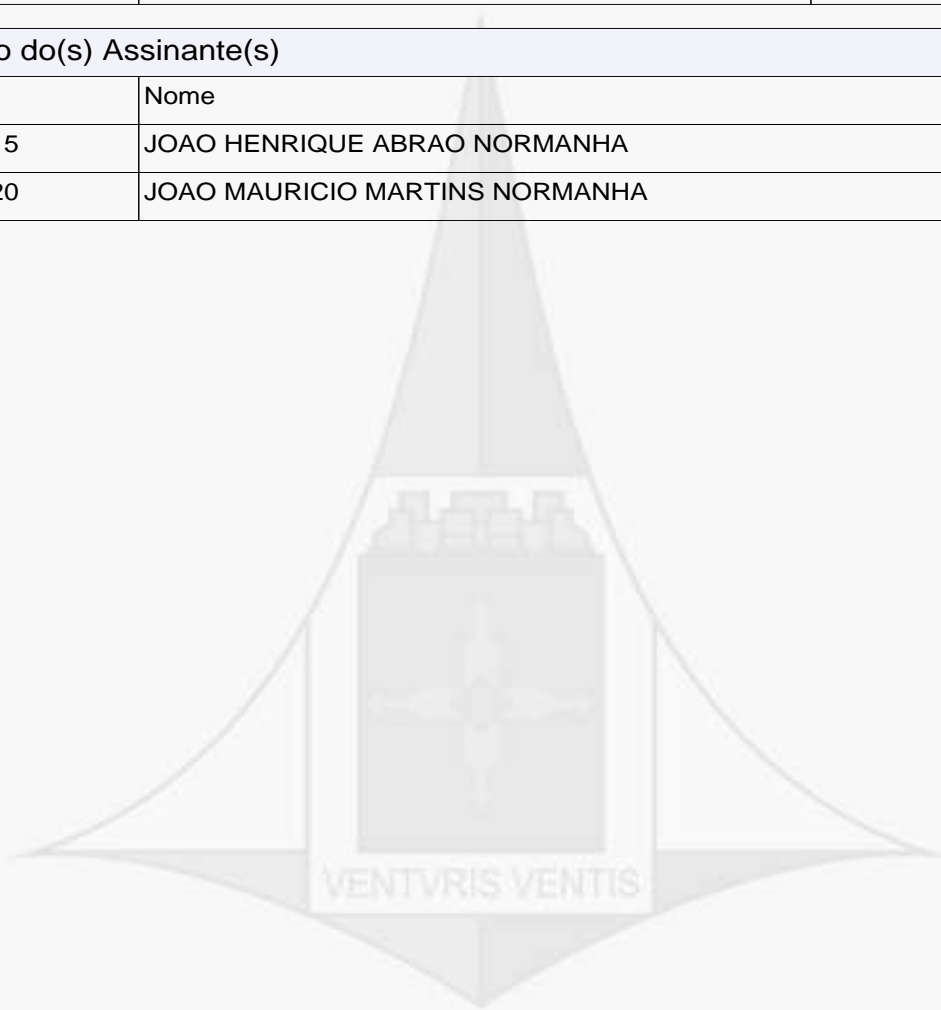 o do(s) Assinante(s)
Nome
5 JOAO HENRIQUE ABRAO NORMANHA
20 JOAO MAURICIO MARTINS NORMANHA
VENTVRIS VENTIS